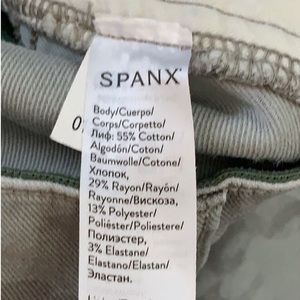 SPANX
Body/Cuerpo/
Corps/Corpetto/
Лиф: 55% Cotton/
Algodón/Coton/
Baumwolle/Cotone/
Хлопок,
29% Rayon/Rayón/
Rayonne/Вискоза,
13% Polyester/
Poliéster/Poliestere/
Полиэстер,
3% Elastane/
Elastano/Elastan/
Эластан.